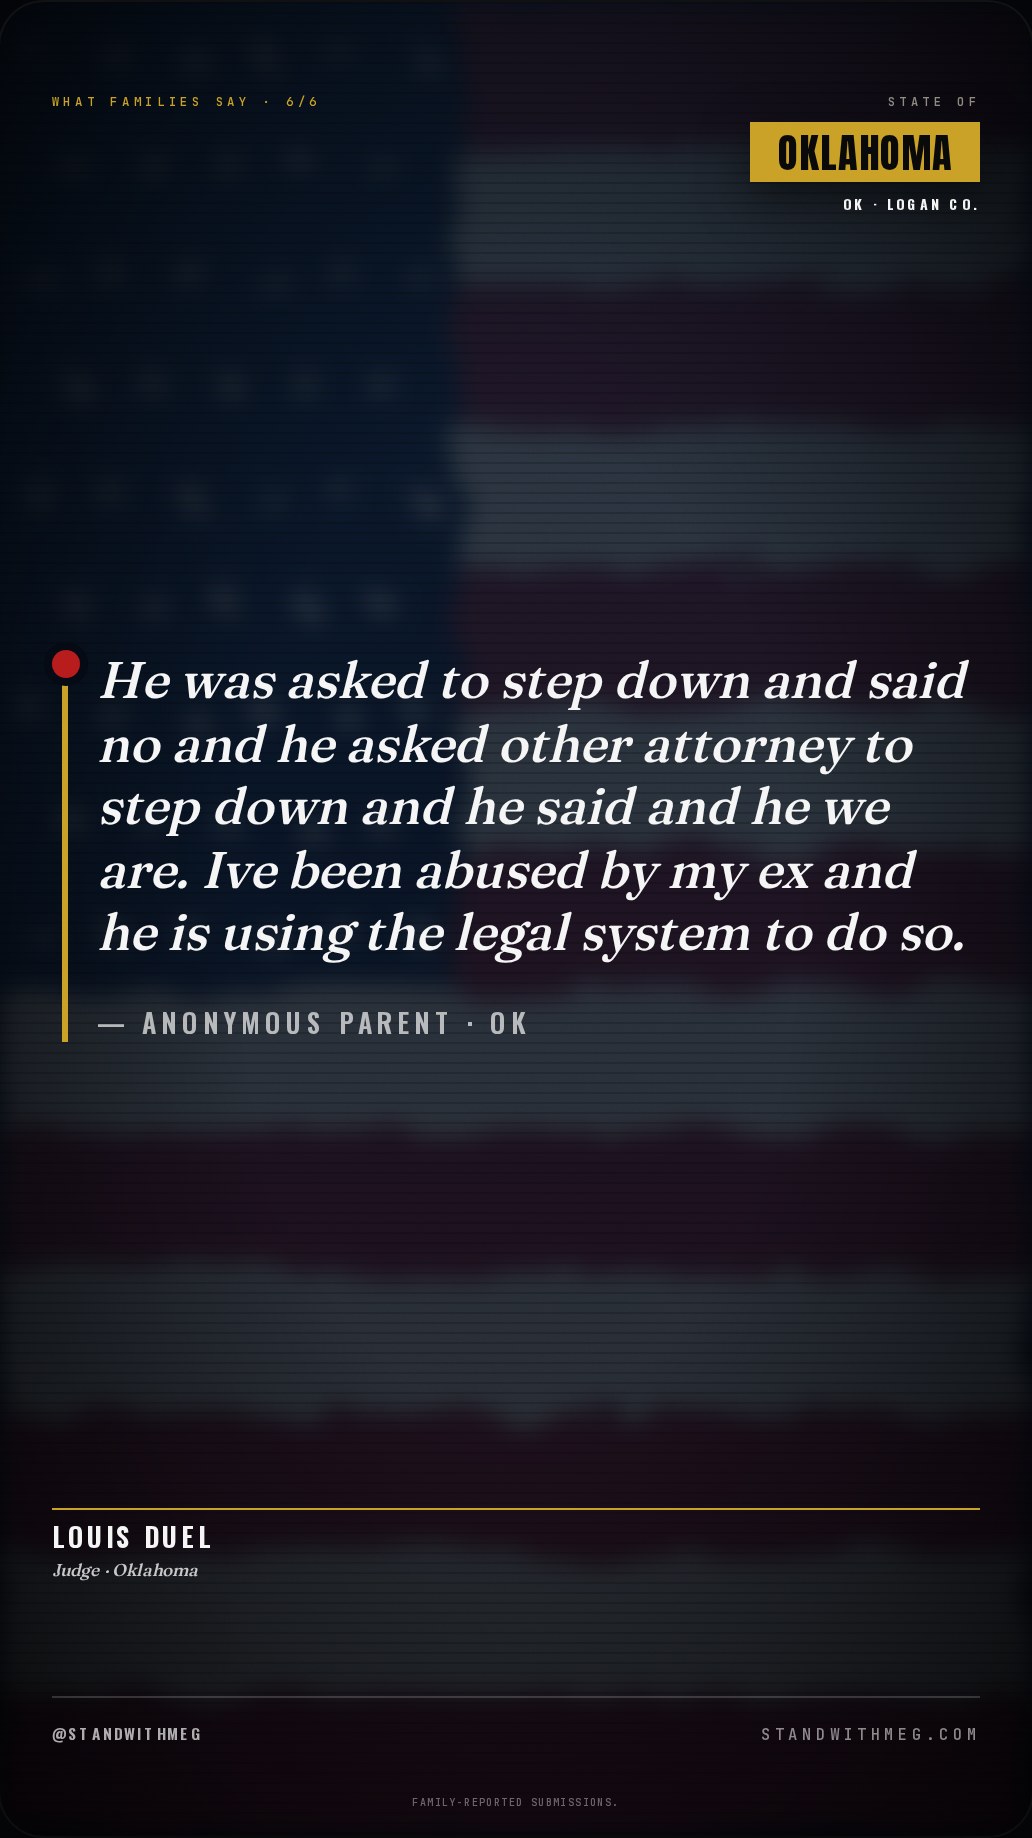 WHAT FAMILIES SAY · 6/6
STATE OF
OKLAHOMA
OK · LOGAN CO.
He was asked to step down and said
no and he asked other attorney to
step down and he said and he we
are. Ive been abused by my ex and
he is using the legal system to do so.
— ANONYMOUS PARENT · OK
LOUIS DUEL
Judge · Oklahoma
@STANDWITHMEG
STANDWITHMEG.COM
FAMILY-REPORTED SUBMISSIONS.